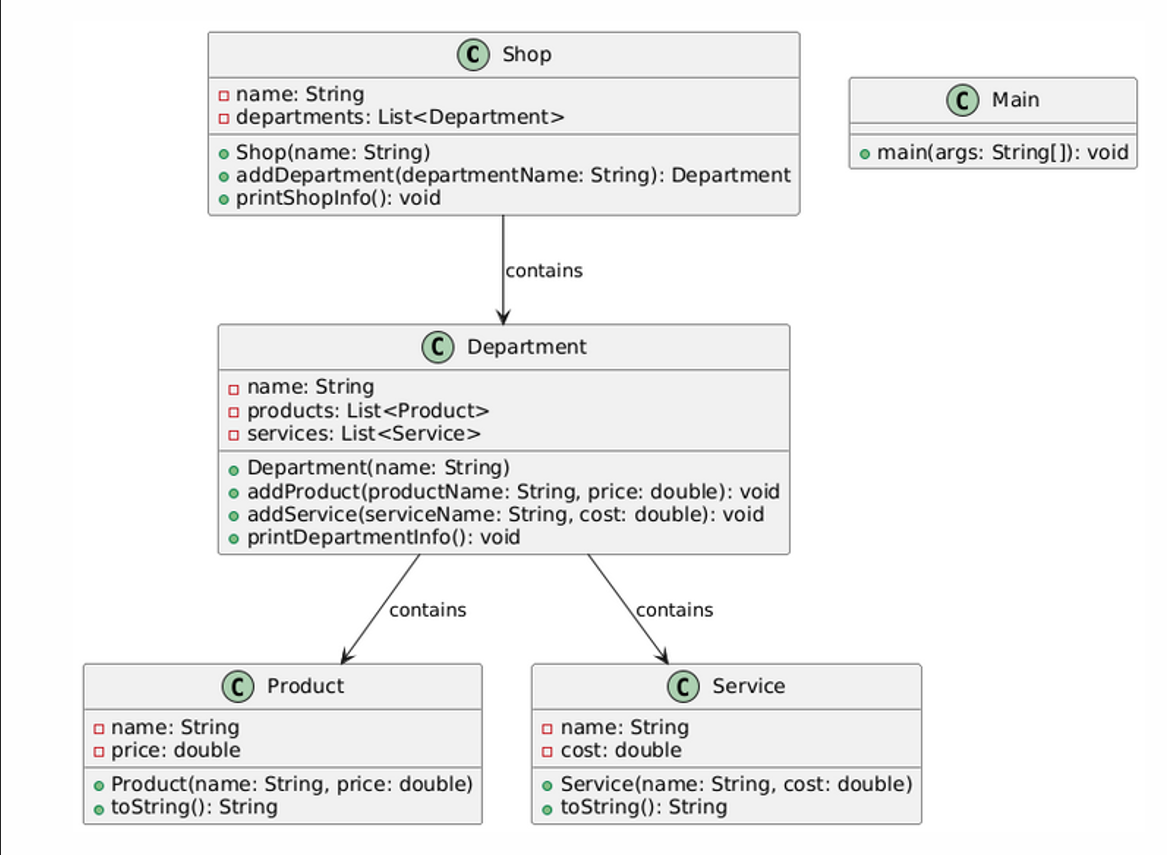 C Shop
name: String
departments: List<Department>
Shop(name: String)
addDepartment(departmentName: String): Department
printShopInfo(): void
C Main
main(args: String[]): void
contains
C Department
name: String
products: List<Product>
services: List<Service>
Department(name: String)
addProduct(productName: String, price: double): void
addService(serviceName: String, cost: double): void
printDepartmentInfo(): void
contains
contains
C Product
name: String
price: double
Product(name: String, price: double)
toString(): String
C Service
name: String
cost: double
Service(name: String, cost: double)
toString(): String